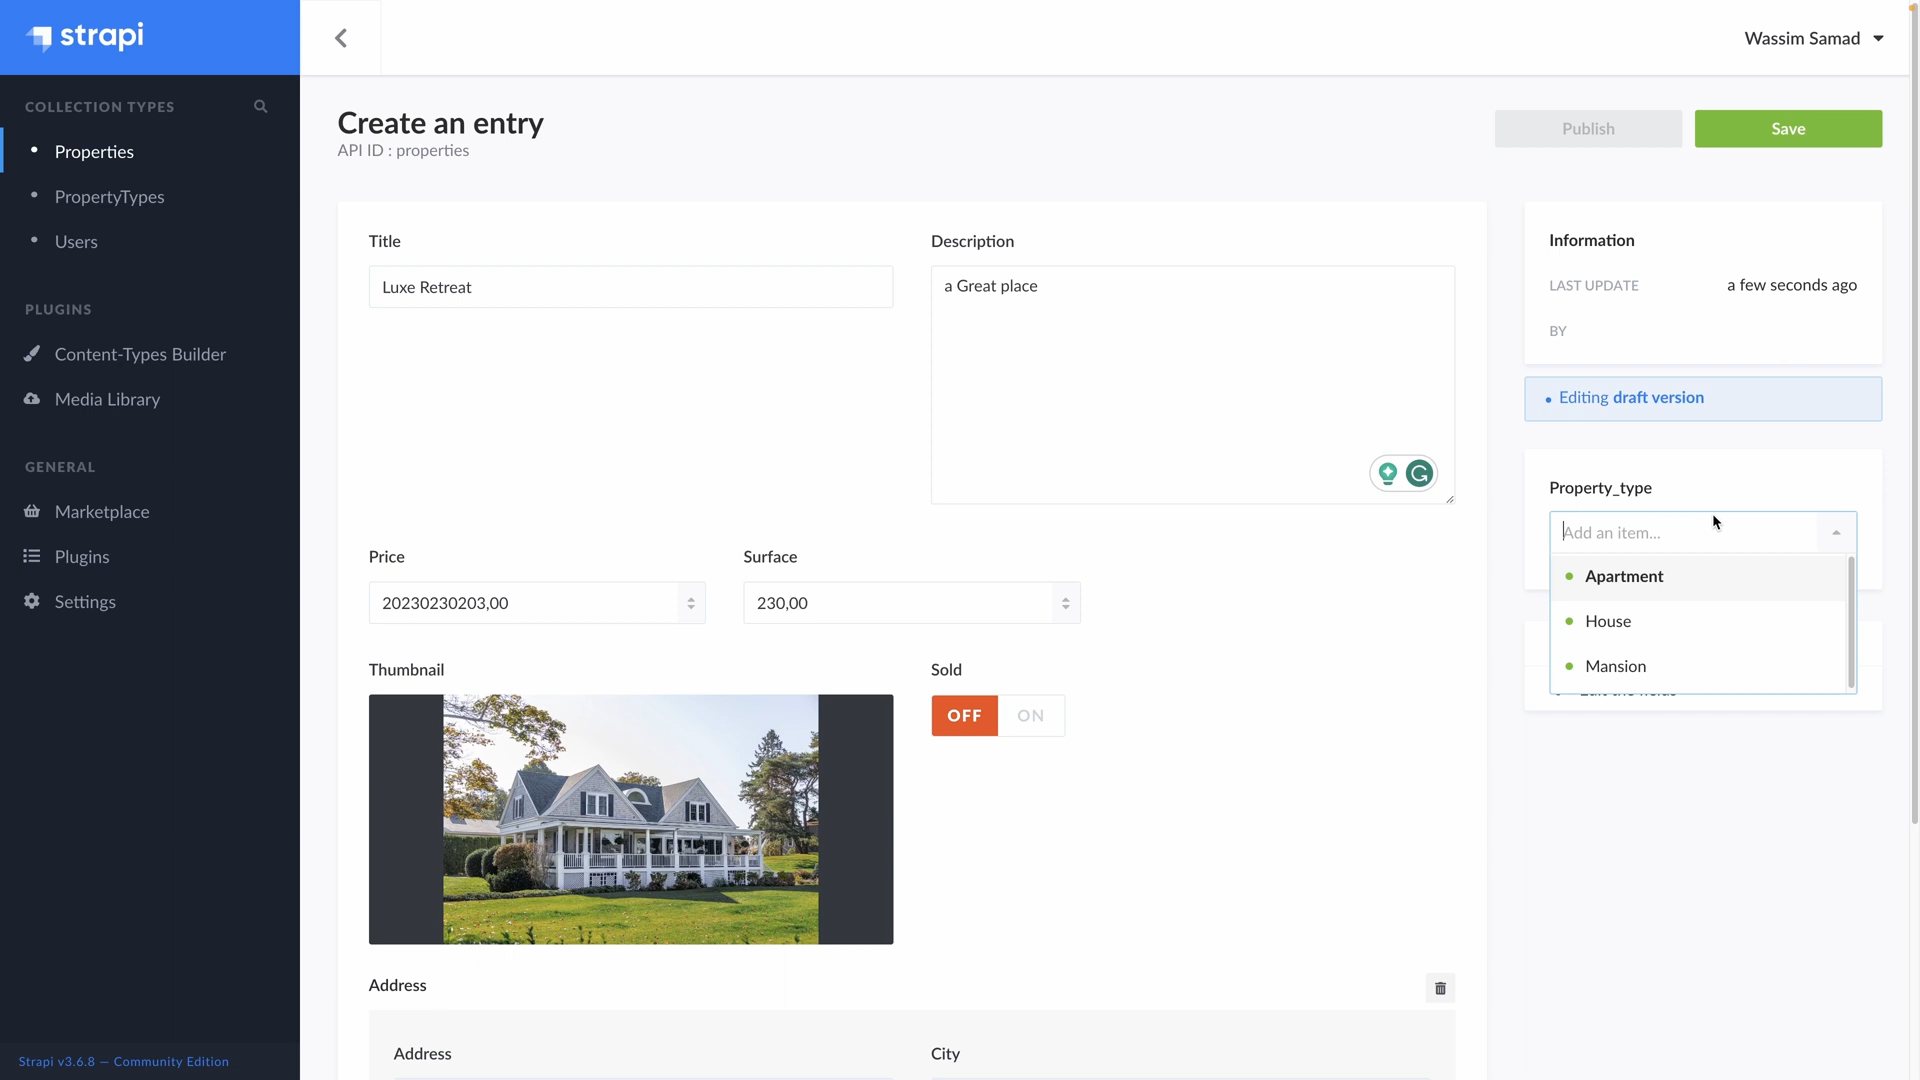 strapi
Wassim Samad
COLLECTION TYPES
Properties
PropertyTypes
Users
PLUGINS
Content-Types Builder
Media Library
GENERAL
Marketplace
Plugins
Settings
Strapi v3.6.8 — Community Edition
Create an entry
API ID : properties
Publish
Save
Title
Luxe Retreat
Description
a Great place
Price
20230230203,00
Surface
230,00
Thumbnail
Sold
OFF
ON
Address
Address
City
Information
LAST UPDATE
a few seconds ago
BY
Editing draft version
Property_type
Add an item...
Apartment
House
Mansion
Edit the fields